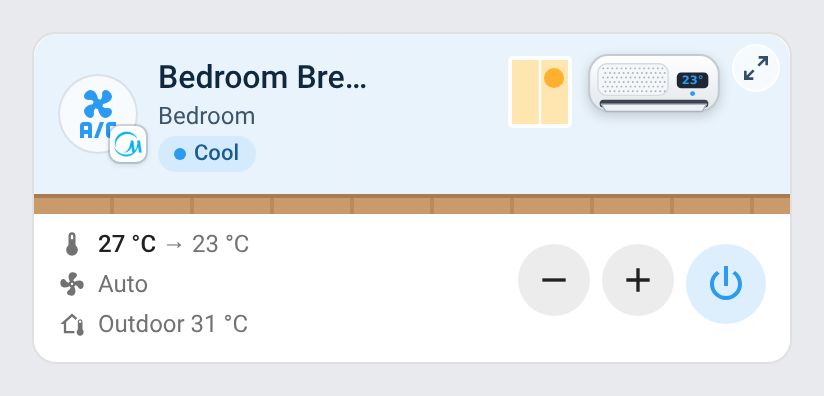 Bedroom Bre…
Bedroom
Cool
A/C
23°
27 °C → 23 °C
Auto
Outdoor 31 °C